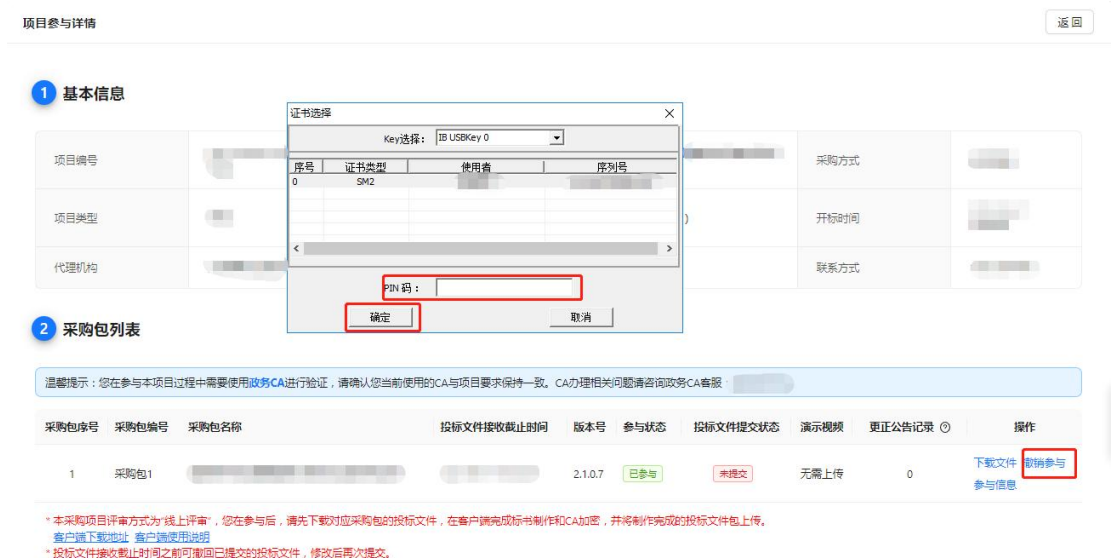 项目参与详情
返回
1 基本信息
证书选择
Key选择： IB USBKey 0
序号 证书类型 使用者 序列号
0 SM2
PIN码：
确定 取消
项目编号 采购方式
项目类型 ) 开标时间
代理机构 联系方式
2 采购包列表
温馨提示：您在参与本项目过程中需要使用政务CA进行验证，请确认您当前使用的CA与项目要求保持一致。CA办理相关问题请咨询政务CA客服
采购包序号 采购包编号 采购包名称 投标文件接收截止时间 版本号 参与状态 投标文件提交状态 演示视频 更正公告记录 操作
1 采购包1 2.1.0.7 已参与 未提交 无需上传 0 下载文件 撤销参与
参与信息
* 本采购项目评审方式为"线上评审"，您在参与后，请先下载对应采购包的投标文件，在客户端完成标书制作和CA加密，并将制作完成的投标文件包上传。
客户端下载地址 客户端使用说明
* 投标文件接收截止时间之前可撤回已提交的投标文件，修改后再次提交。